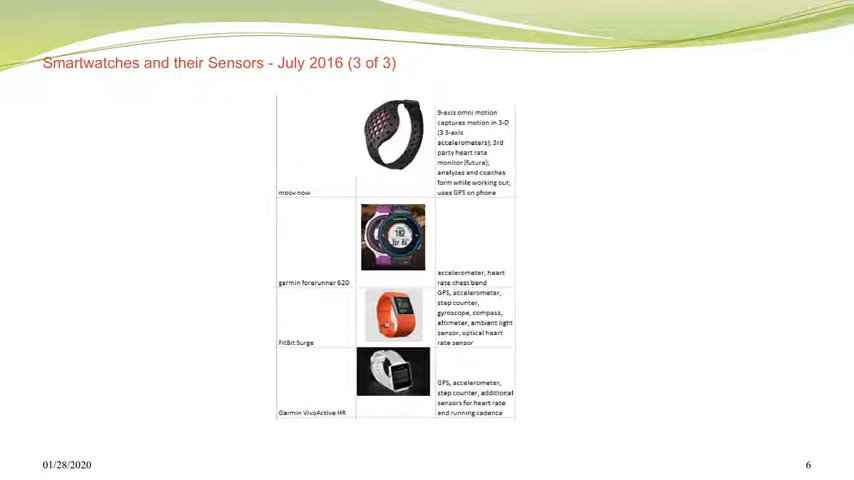 Smartwatches and their Sensors - July 2016 (3 of 3)
9-axis omni motion
captures motion in 3-D
(3 3-axis
accelerometers); 3rd
party heart rate
monitor (future);
analyzes and coaches
form while working out;
uses GPS on phone
moov now
182
accelerometer, heart
rate chest band
garmin forerunner 620
GPS, accelerometer,
step counter,
gyroscope, compass,
altimeter, ambient light
sensor, optical heart
rate sensor
FitBit Surge
GPS, accelerometer,
step counter, additional
sensors for heart rate
and running cadence
Garmin VivoActive HR
01/28/2020
6